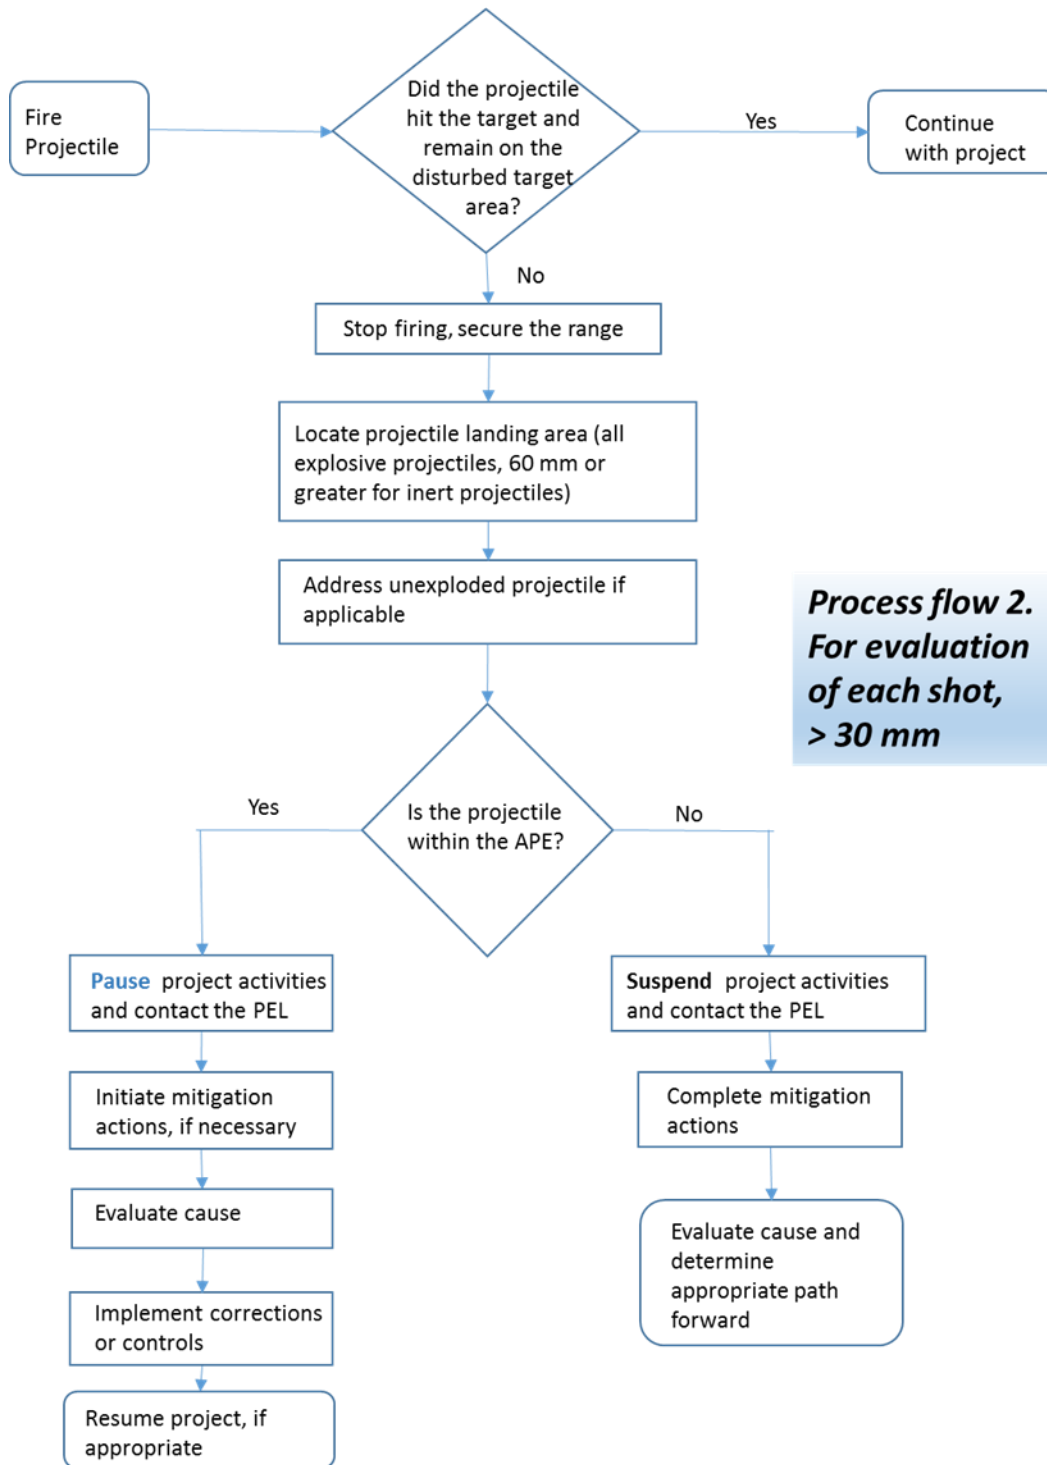 Fire
Projectile
Did the projectile
hit the target and
remain on the
disturbed target
area?
Yes
Continue
with project
No
Stop firing, secure the range
Locate projectile landing area (all
explosive projectiles, 60 mm or
greater for inert projectiles)
Address unexploded projectile if
applicable
Process flow 2.
For evaluation
of each shot,
> 30 mm
Is the projectile
within the APE?
Yes
No
Pause project activities
and contact the PEL
Initiate mitigation
actions, if necessary
Evaluate cause
Implement corrections
or controls
Resume project, if
appropriate
Suspend project activities
and contact the PEL
Complete mitigation
actions
Evaluate cause and
determine
appropriate path
forward